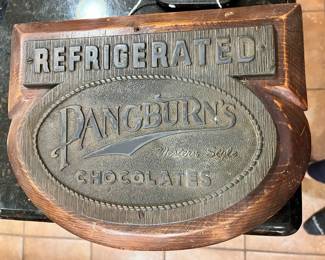 REFRIGERATED
PANGBURN'S
Western Style
CHOCOLATES